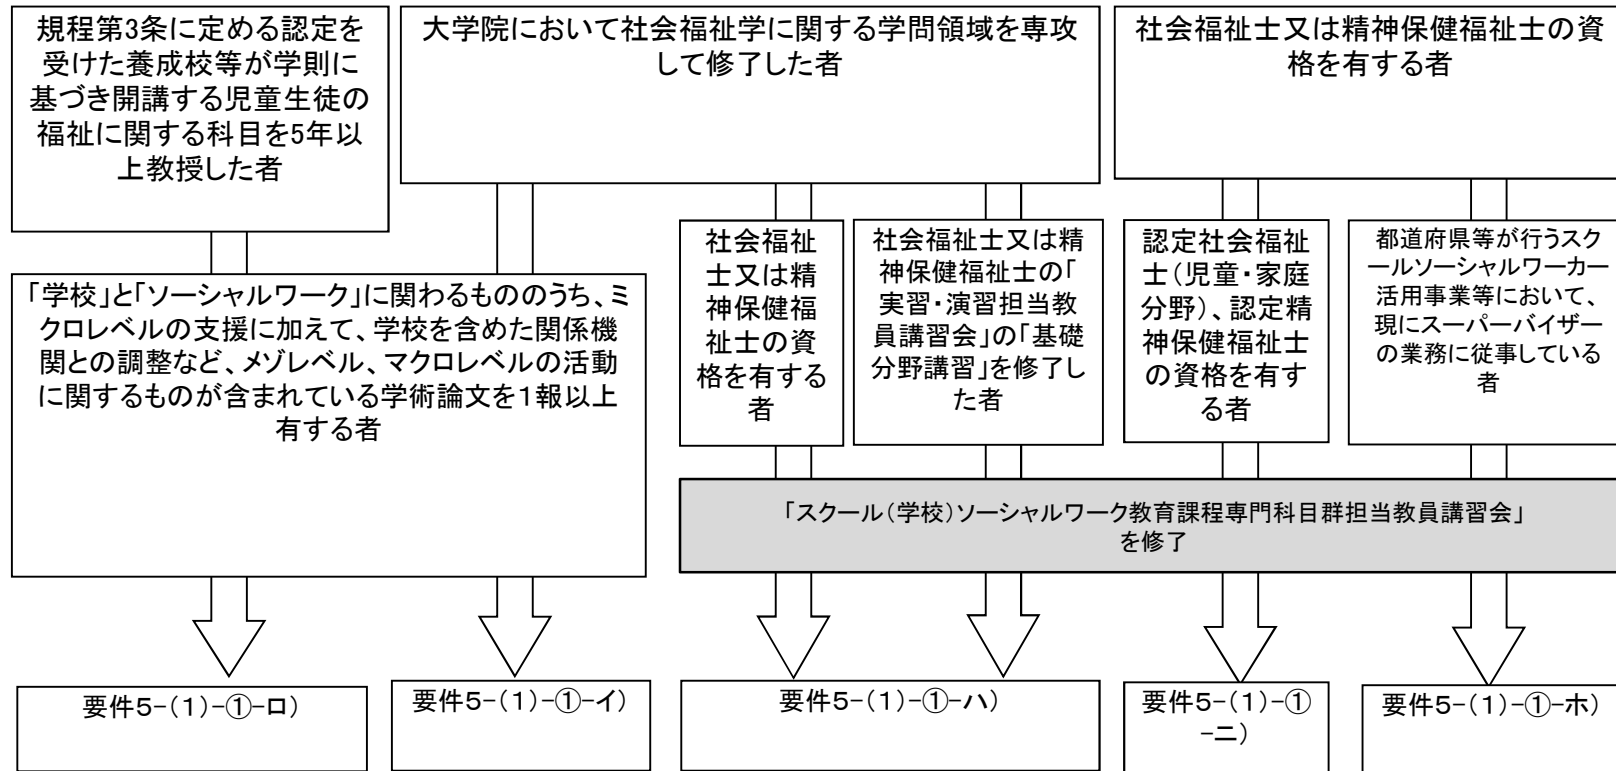 規程第3条に定める認定を
受けた養成校等が学則に
基づき開講する児童生徒の
福祉に関する科目を5年以
上教授した者
大学院において社会福祉学に関する学問領域を専攻
して修了した者
社会福祉士又は精神保健福祉士の資
格を有する者
社会福祉
士又は精
神保健福
祉士の資
格を有する
者
社会福祉士又は精
神保健福祉士の「
実習・演習担当教
員講習会」の「基礎
分野講習」を修了し
た者
認定社会福祉
士(児童・家庭
分野)、認定精
神保健福祉士
の資格を有す
る者
都道府県等が行うスク
ールソーシャルワーカー
活用事業等において、
現にスーパーバイザー
の業務に従事している
者
「学校」と「ソーシャルワーク」に関わるもののうち、ミ
クロレベルの支援に加えて、学校を含めた関係機
関との調整など、メゾレベル、マクロレベルの活動
に関するものが含まれている学術論文を1報以上
有する者
「スクール(学校)ソーシャルワーク教育課程専門科目群担当教員講習会」
を修了
要件5-(1)-①-ロ)
要件5-(1)-①-イ)
要件5-(1)-①-ハ)
要件5-(1)-①
-ニ)
要件5-(1)-①-ホ)